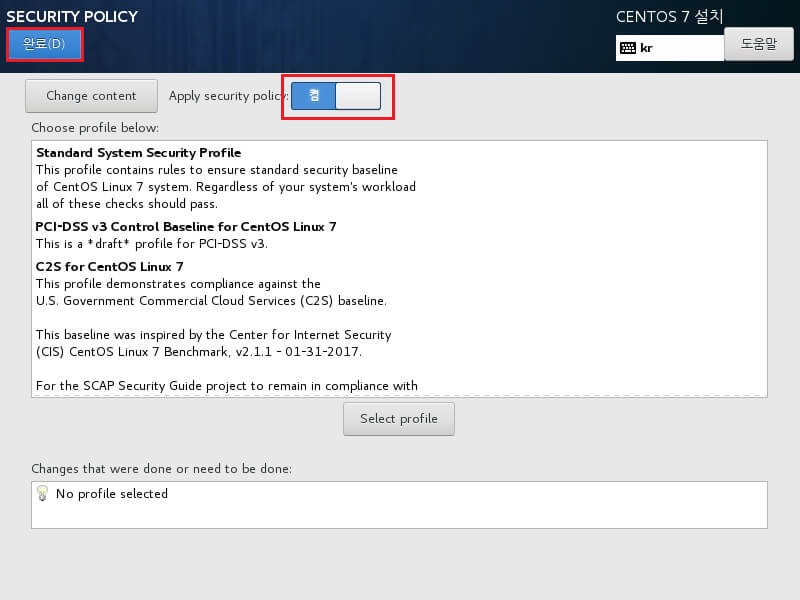 SECURITY POLICY
CENTOS 7 설치
완료(D)
kr
도움말
Change content
Apply security policy:
켬
Choose profile below:
Standard System Security Profile
This profile contains rules to ensure standard security baseline
of CentOS Linux 7 system. Regardless of your system's workload
all of these checks should pass.
PCI-DSS v3 Control Baseline for CentOS Linux 7
This is a *draft* profile for PCI-DSS v3.
C2S for CentOS Linux 7
This profile demonstrates compliance against the
U.S. Government Commercial Cloud Services (C2S) baseline.
This baseline was inspired by the Center for Internet Security
(CIS) CentOS Linux 7 Benchmark, v2.1.1 - 01-31-2017.
For the SCAP Security Guide project to remain in compliance with
Select profile
Changes that were done or need to be done:
No profile selected